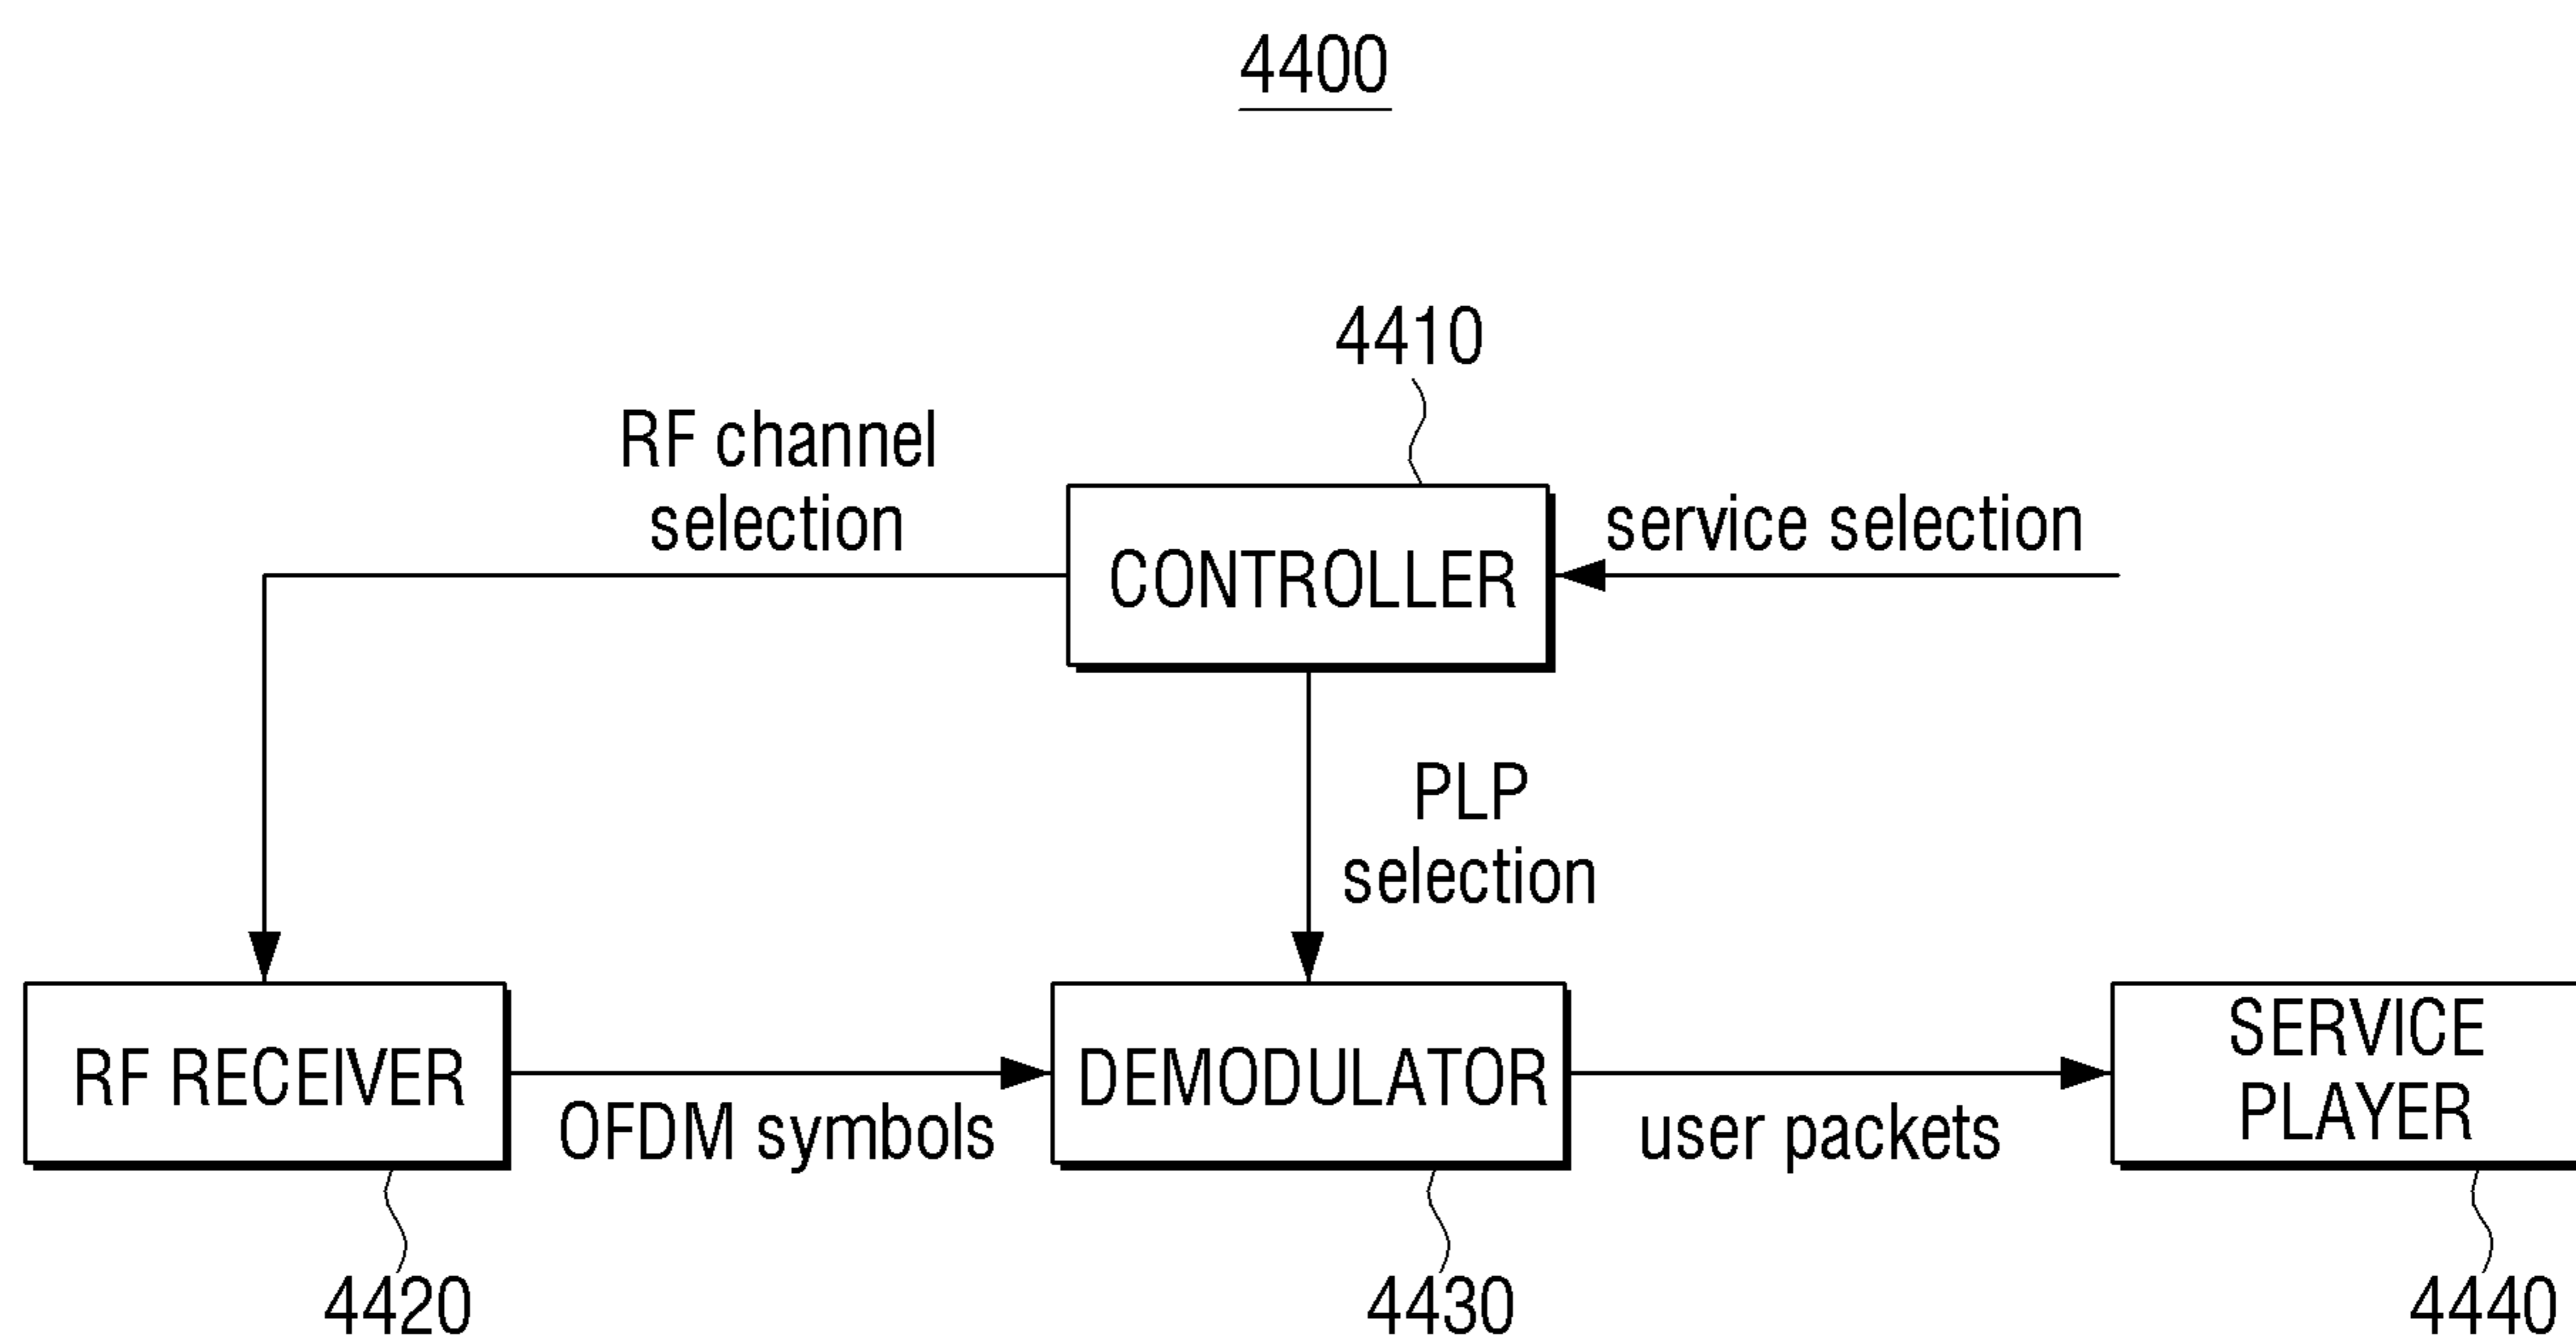 4400
4410
RF channel
selection
CONTROLLER
service selection
PLP
selection
RF RECEIVER
OFDM symbols
DEMODULATOR
user packets
SERVICE
PLAYER
4420
4430
4440